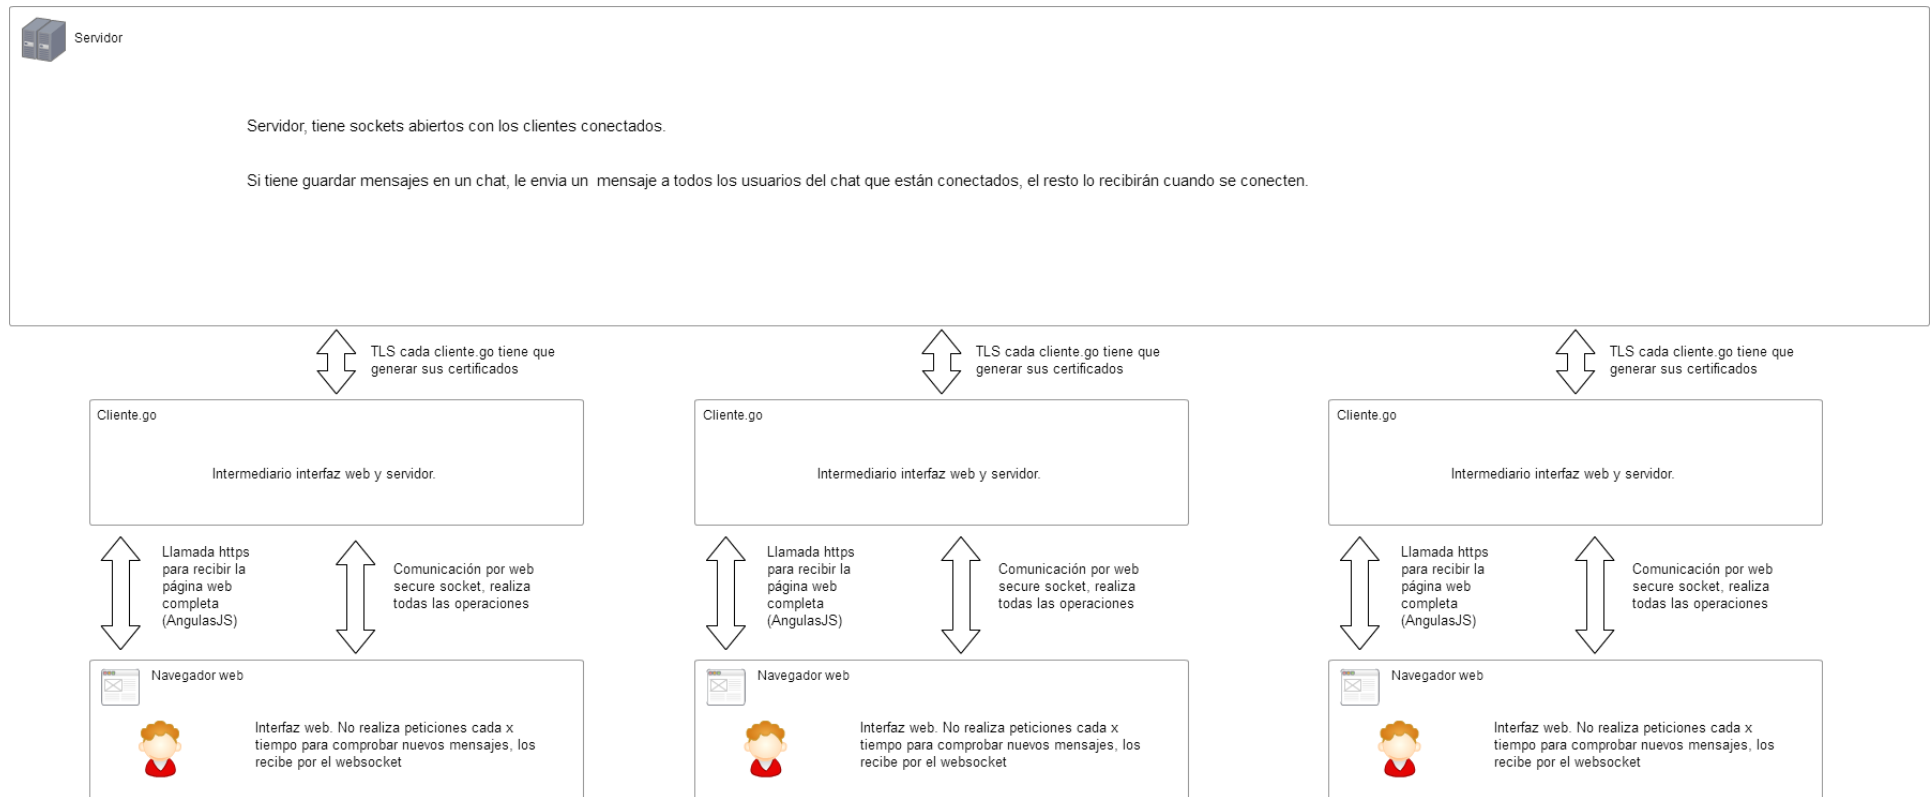 Servidor
Servidor, tiene sockets abiertos con los clientes conectados.
Si tiene guardar mensajes en un chat, le envia un mensaje a todos los usuarios del chat que están conectados, el resto lo recibirán cuando se conecten.
TLS cada cliente.go tiene que
generar sus certificados
TLS cada cliente.go tiene que
generar sus certificados
TLS cada cliente.go tiene que
generar sus certificados
Cliente.go
Intermediario interfaz web y servidor.
Cliente.go
Intermediario interfaz web y servidor.
Cliente.go
Intermediario interfaz web y servidor.
Llamada https
para recibir la
página web
completa
(AngulasJS)
Comunicación por web
secure socket, realiza
todas las operaciones
Llamada https
para recibir la
página web
completa
(AngulasJS)
Comunicación por web
secure socket, realiza
todas las operaciones
Llamada https
para recibir la
página web
completa
(AngulasJS)
Comunicación por web
secure socket, realiza
todas las operaciones
Navegador web
Interfaz web. No realiza peticiones cada x
tiempo para comprobar nuevos mensajes, los
recibe por el websocket
Navegador web
Interfaz web. No realiza peticiones cada x
tiempo para comprobar nuevos mensajes, los
recibe por el websocket
Navegador web
Interfaz web. No realiza peticiones cada x
tiempo para comprobar nuevos mensajes, los
recibe por el websocket